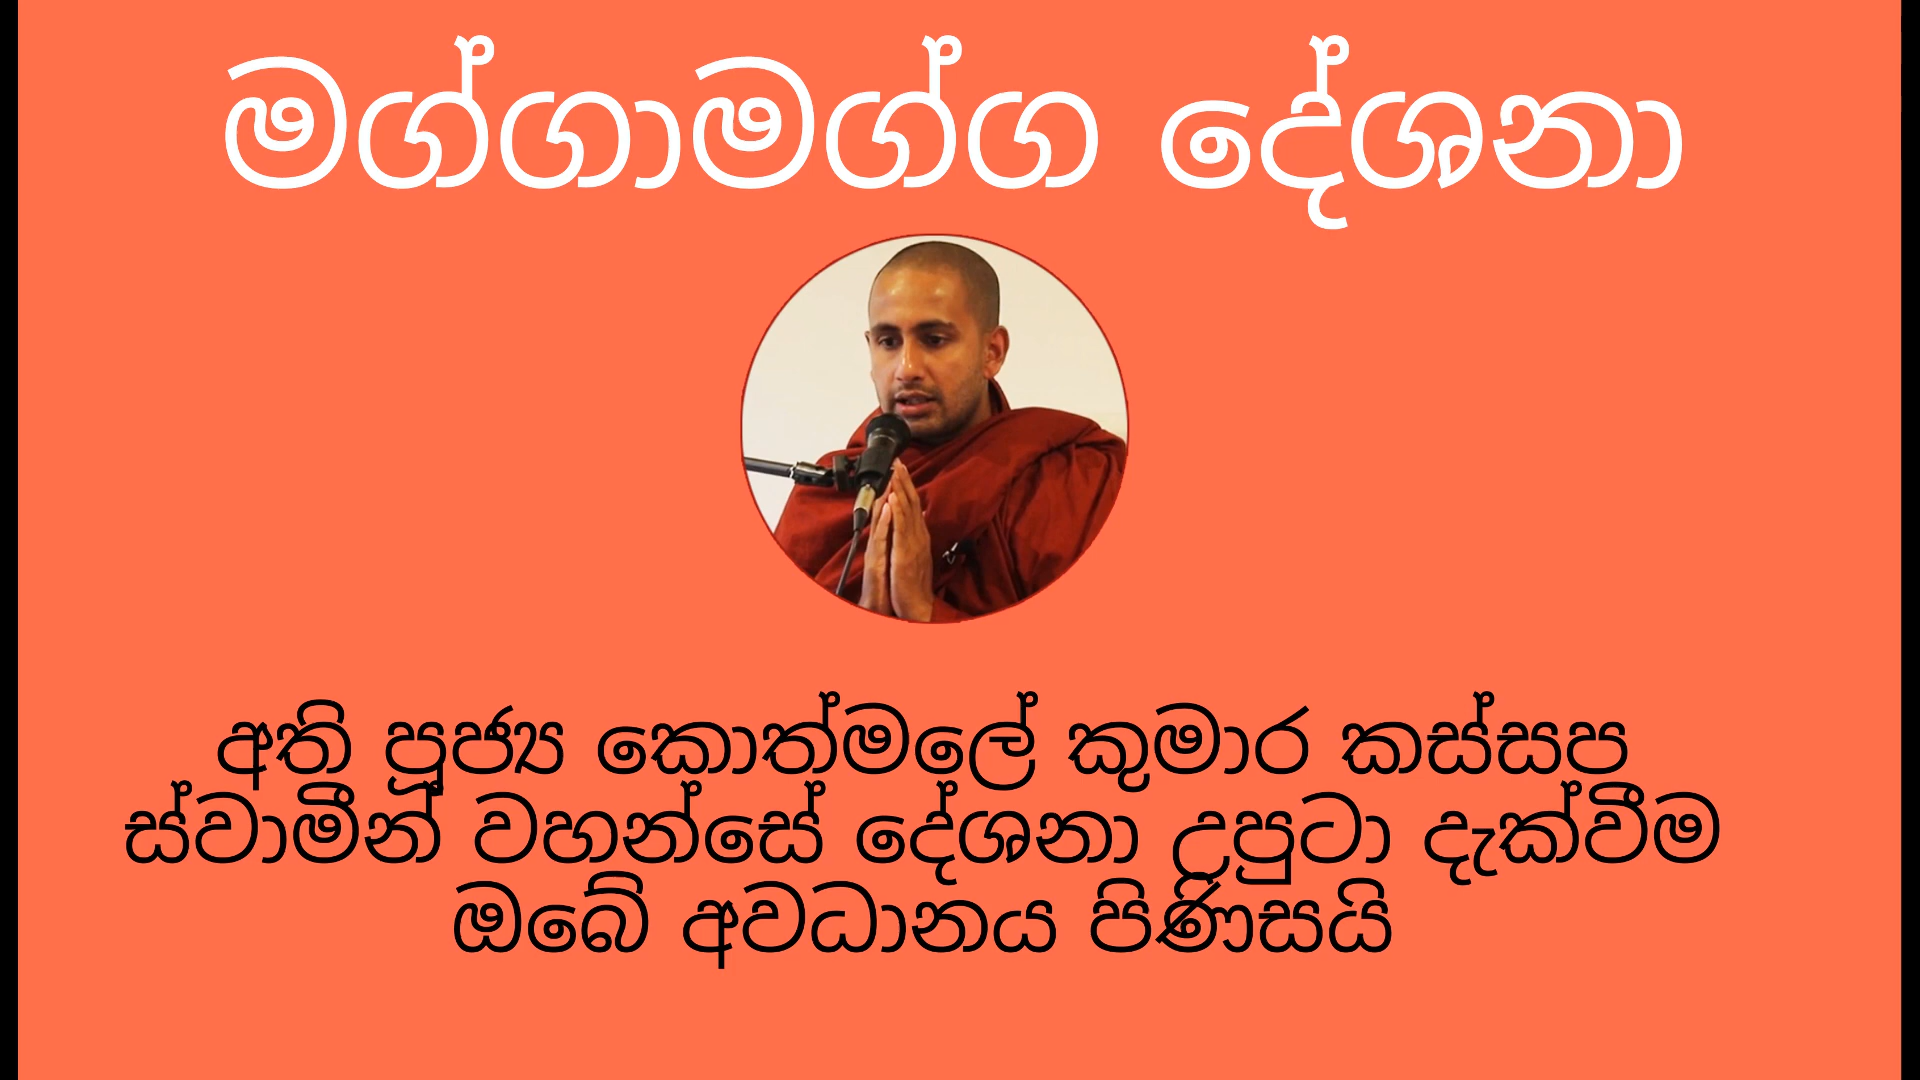 මග්ගාමග්ග දේශනා
අති පූජ්‍ය කොත්මලේ කුමාර කස්සප
ස්වාමීන් වහන්සේ දේශනා උපුටා දැක්වීම
ඔබේ අවධානය පිණිසයි